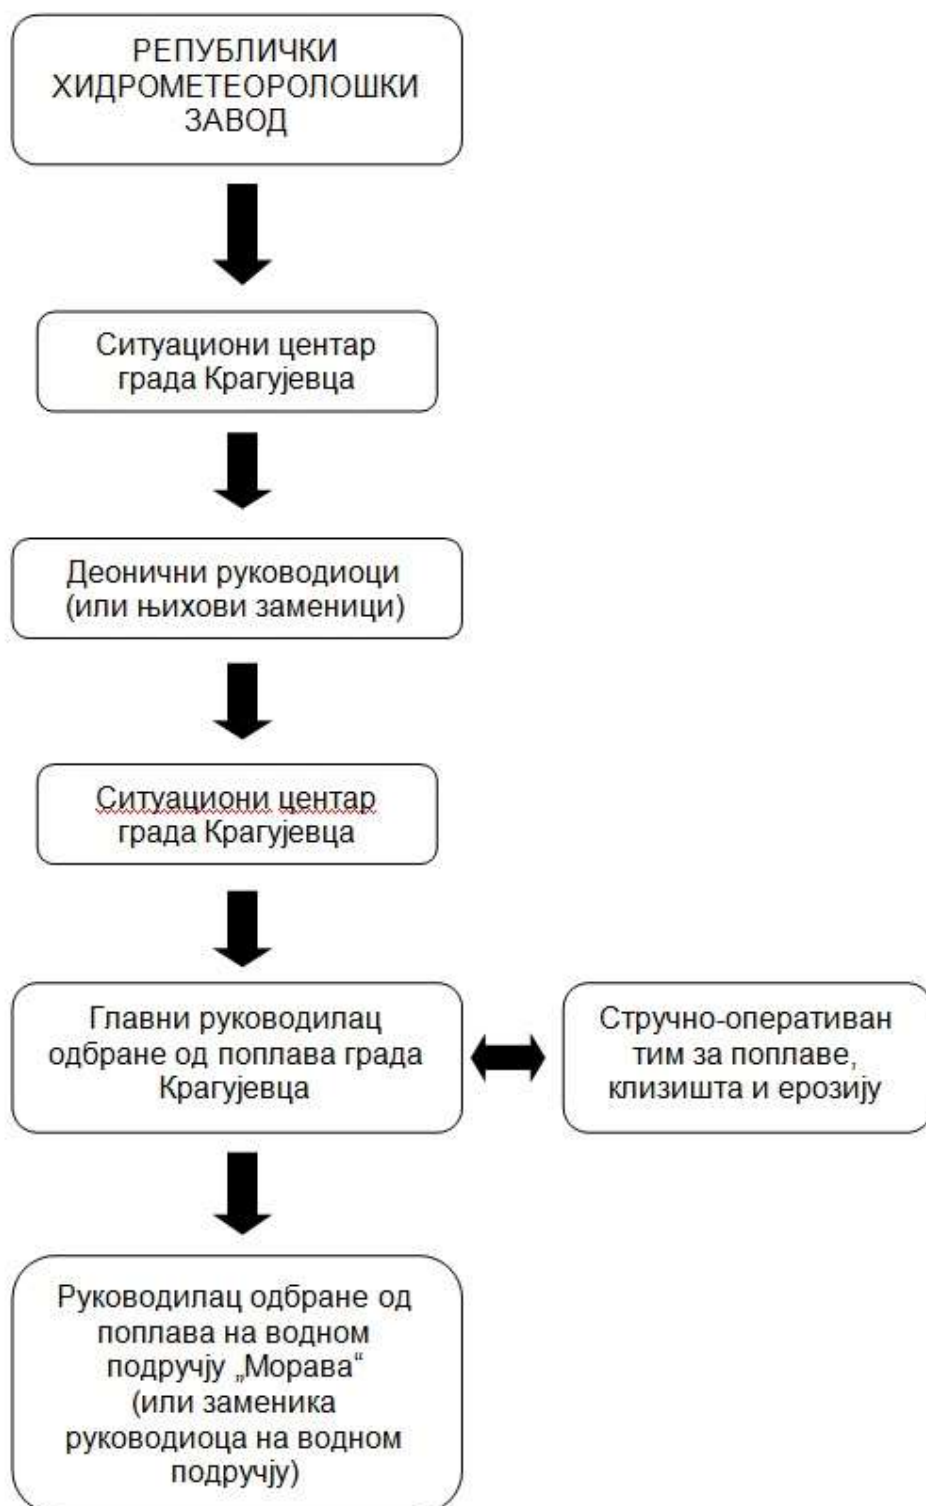 РЕПУБЛИЧКИ
ХИДРОМЕТЕОРОЛОШКИ
ЗАВОД
Ситуациони центар
града Крагујевца
Деонични руководиоци
(или њихови заменици)
Ситуациони центар
града Крагујевца
Главни руководилац
одбране од поплава града
Крагујевца
Стручно-оперативан
тим за поплаве,
клизишта и ерозију
Руководилац одбране од
поплава на водном
подручју „Морава“
(или заменика
руководиоца на водном
подручју)